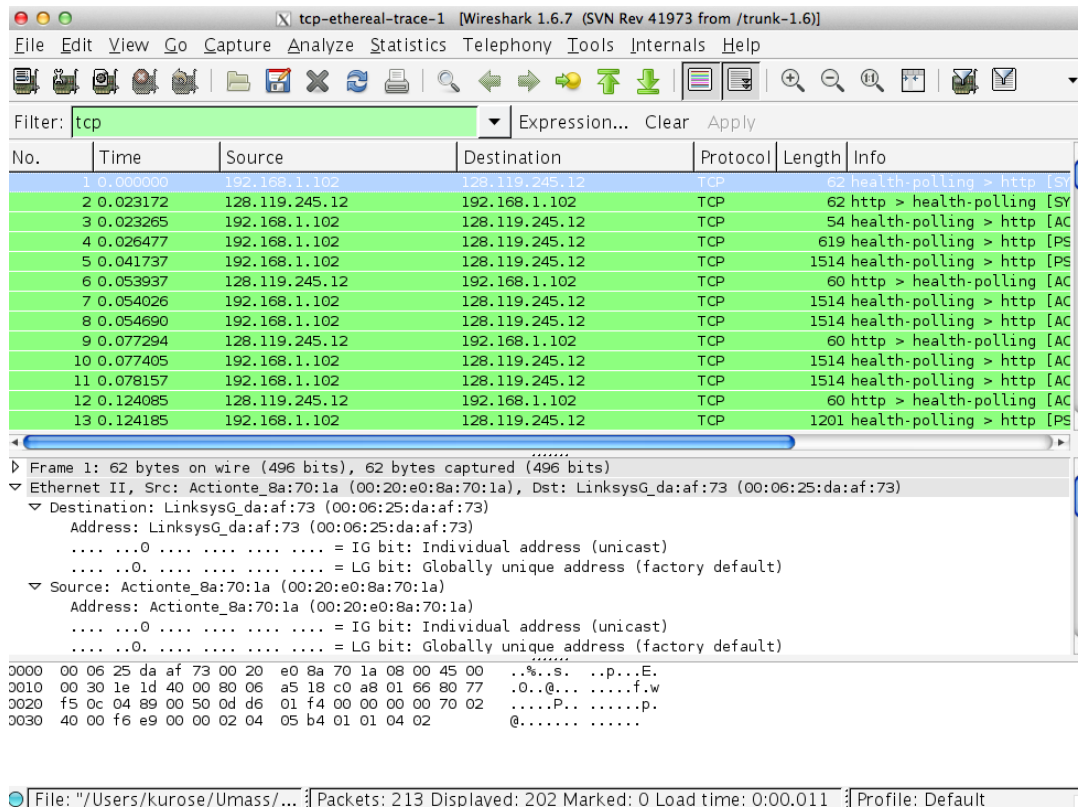 tcp-ethereal-trace-1 [Wireshark 1.6.7 (SVN Rev 41973 from /trunk-1.6)]
File Edit View Go Capture Analyze Statistics Telephony Tools Internals Help
Filter: tcp Expression... Clear Apply
No. Time Source Destination Protocol Length Info
1 0.000000 192.168.1.102 128.119.245.12 TCP 62 health-polling > http [SY
2 0.023172 128.119.245.12 192.168.1.102 TCP 62 http > health-polling [SY
3 0.023265 192.168.1.102 128.119.245.12 TCP 54 health-polling > http [AC
4 0.026477 192.168.1.102 128.119.245.12 TCP 619 health-polling > http [PS
5 0.041737 192.168.1.102 128.119.245.12 TCP 1514 health-polling > http [PS
6 0.053937 128.119.245.12 192.168.1.102 TCP 60 http > health-polling [AC
7 0.054026 192.168.1.102 128.119.245.12 TCP 1514 health-polling > http [AC
8 0.054690 192.168.1.102 128.119.245.12 TCP 1514 health-polling > http [AC
9 0.077294 128.119.245.12 192.168.1.102 TCP 60 http > health-polling [AC
10 0.077405 192.168.1.102 128.119.245.12 TCP 1514 health-polling > http [AC
11 0.078157 192.168.1.102 128.119.245.12 TCP 1514 health-polling > http [AC
12 0.124085 128.119.245.12 192.168.1.102 TCP 60 http > health-polling [AC
13 0.124185 192.168.1.102 128.119.245.12 TCP 1201 health-polling > http [PS
Frame 1: 62 bytes on wire (496 bits), 62 bytes captured (496 bits)
Ethernet II, Src: Actionte_8a:70:1a (00:20:e0:8a:70:1a), Dst: LinksysG_da:af:73 (00:06:25:da:af:73)
Destination: LinksysG_da:af:73 (00:06:25:da:af:73)
Address: LinksysG_da:af:73 (00:06:25:da:af:73)
.... ...0 .... .... .... .... = IG bit: Individual address (unicast)
.... ..0. .... .... .... .... = LG bit: Globally unique address (factory default)
Source: Actionte_8a:70:1a (00:20:e0:8a:70:1a)
Address: Actionte_8a:70:1a (00:20:e0:8a:70:1a)
.... ...0 .... .... .... .... = IG bit: Individual address (unicast)
.... ..0. .... .... .... .... = LG bit: Globally unique address (factory default)
0000 00 06 25 da af 73 00 20 e0 8a 70 1a 08 00 45 00 ..%..s. ..p...E.
0010 00 30 1e 1d 40 00 80 06 a5 18 c0 a8 01 66 80 77 .0..@... .....f.w
0020 f5 0c 04 89 00 50 0d d6 01 f4 00 00 00 00 70 02 .....P.. ......p.
0030 40 00 f6 e9 00 00 02 04 05 b4 01 01 04 02 @....... ......
File: "/Users/kurose/Umass/... Packets: 213 Displayed: 202 Marked: 0 Load time: 0:00.011 Profile: Default